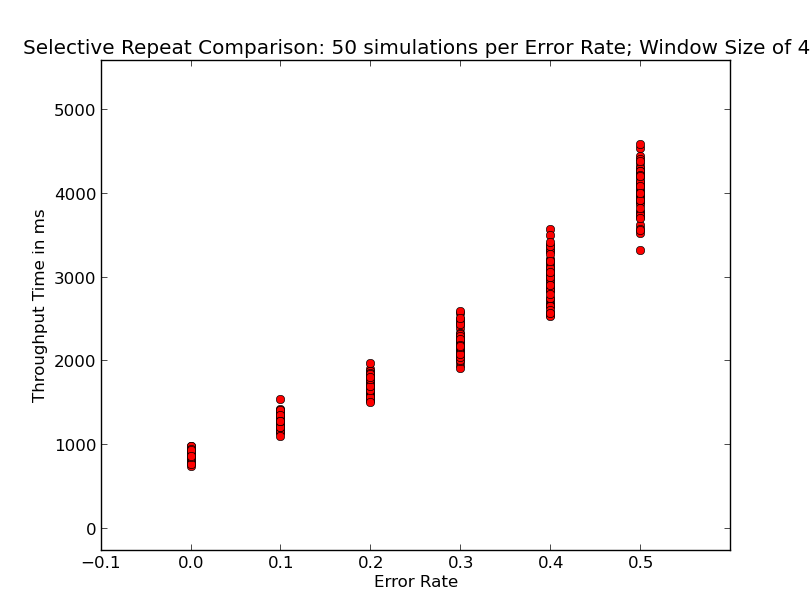 Selective Repeat Comparison: 50 simulations per Error Rate; Window Size of 4
5000
4000
3000
2000
1000
0
Throughput Time in ms
−0.1 0.0 0.1 0.2 0.3 0.4 0.5
Error Rate